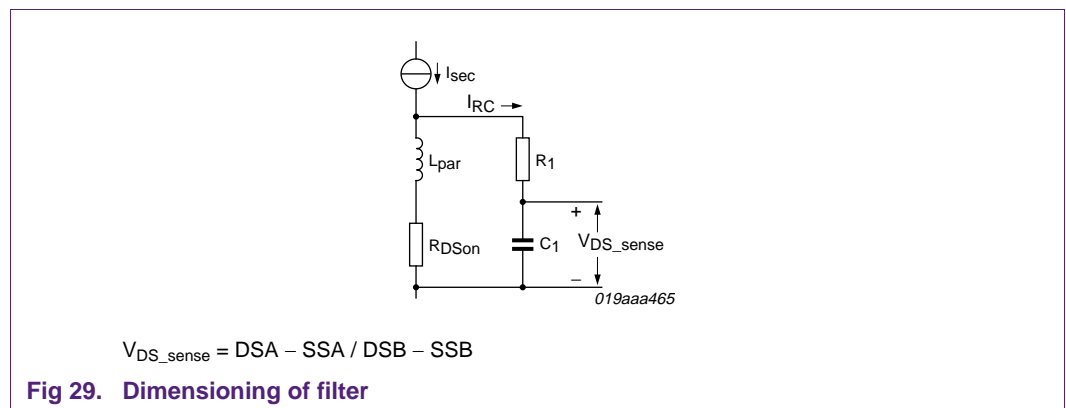 Isec
IRC
Lpar
R1
RDSon
C1
+
VDS_sense
–
019aaa465
VDS_sense = DSA – SSA / DSB – SSB
Fig 29. Dimensioning of filter